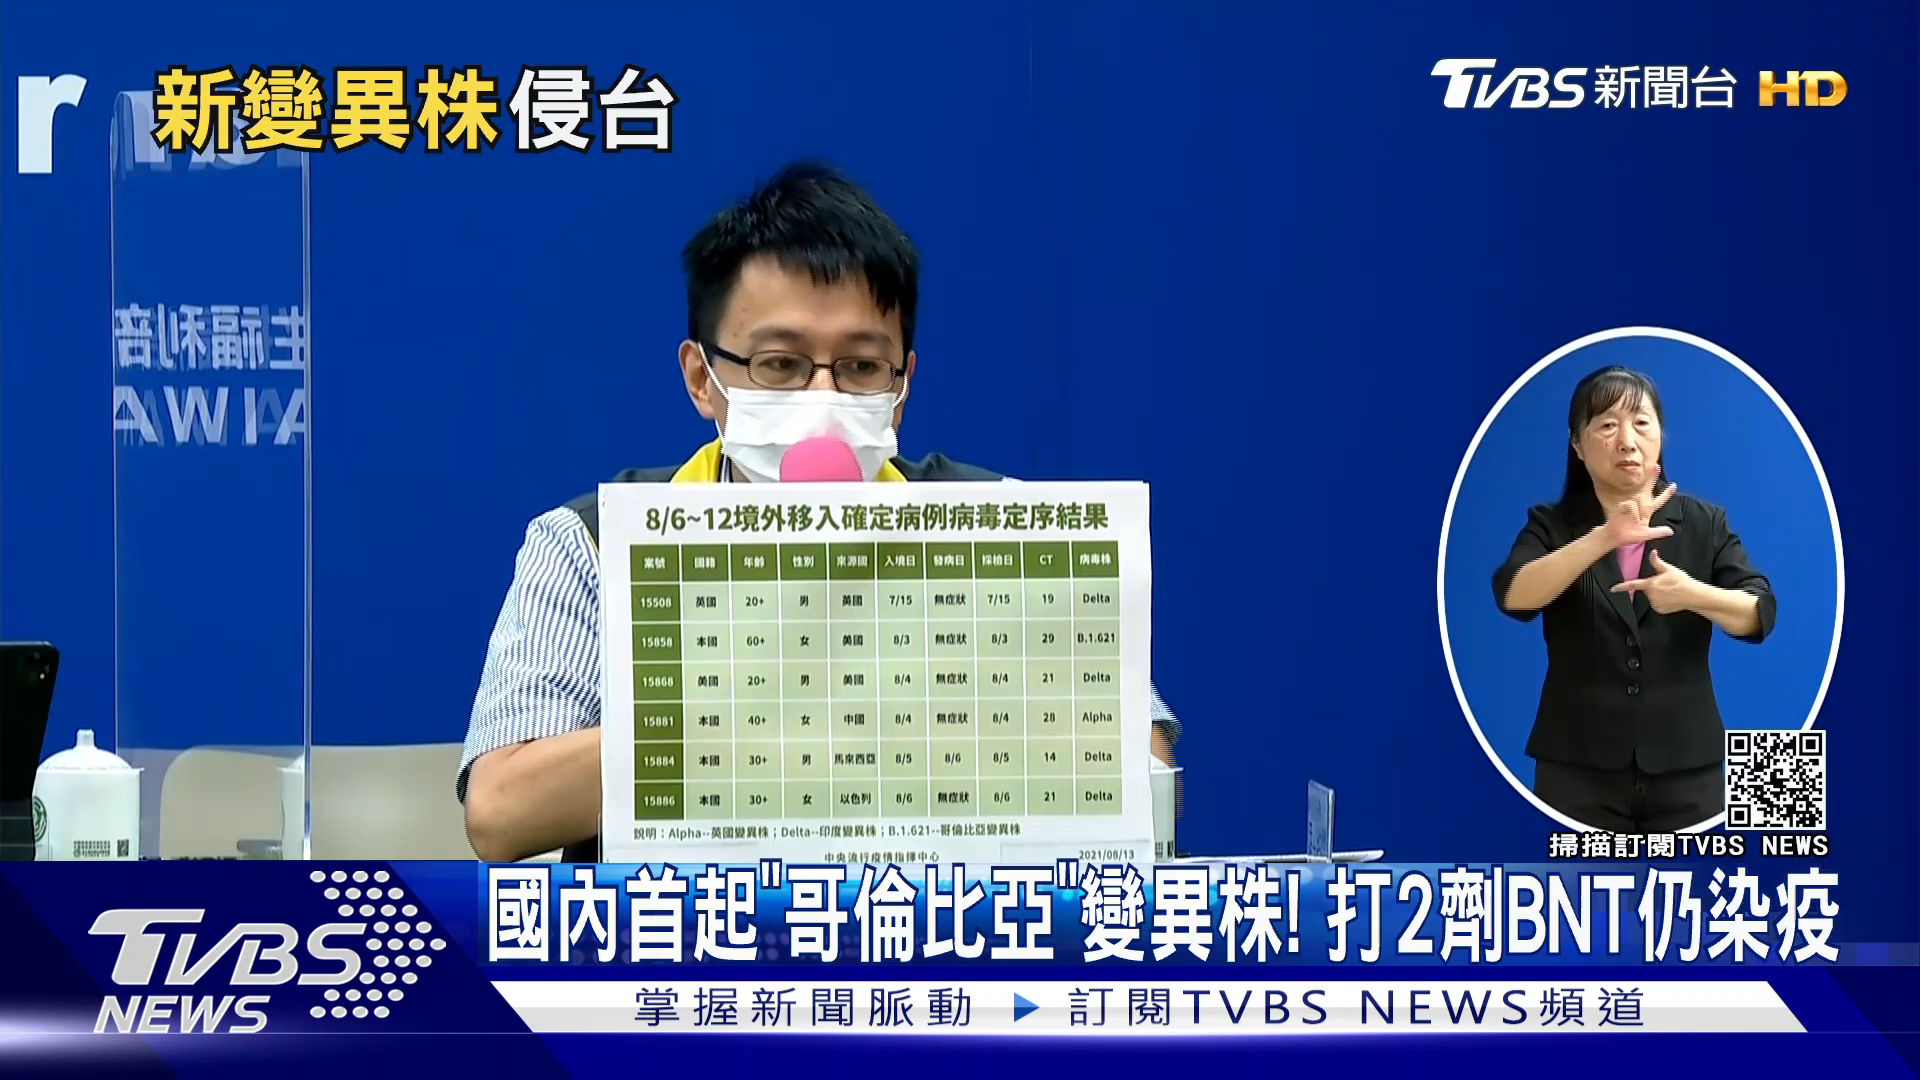 新變異株侵台
TVBS新聞台 HD
r
主福利音
AIWA
8/6~12境外移入確定病例病毒定序結果
案號 國籍 年齡 性別 來源國 入境日 發病日 採檢日 CT 病毒株
15508 英國 20+ 男 英國 7/15 無症狀 7/15 19 Delta
15858 本國 60+ 女 美國 8/3 無症狀 8/3 29 B.1.621
15868 美國 20+ 男 美國 8/4 無症狀 8/4 21 Delta
15881 本國 40+ 女 中國 8/4 無症狀 8/4 28 Alpha
15884 本國 30+ 男 馬來西亞 8/5 8/6 8/5 14 Delta
15886 本國 30+ 女 以色列 8/6 無症狀 8/6 21 Delta
說明：Alpha--英國變異株；Delta--印度變異株；B.1.621--哥倫比亞變異株
中央流行疫情指揮中心 2021/08/13
掃描訂閱TVBS NEWS
國內首起"哥倫比亞"變異株! 打2劑BNT仍染疫
TVBS
NEWS
掌握新聞脈動 ▶ 訂閱TVBS NEWS頻道